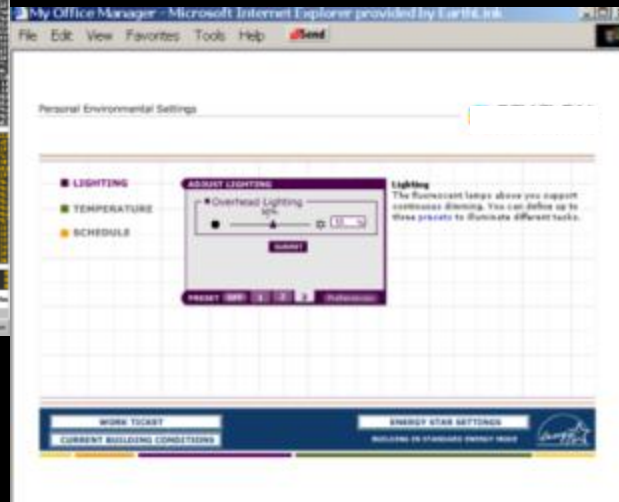 My Office Manager - Microsoft Internet Explorer provided by EarthLink
File Edit View Favorites Tools Help Send
Personal Environmental Settings
LIGHTING
TEMPERATURE
SCHEDULE
ADJUST LIGHTING
Overhead Lighting
50%
SUBMIT
PRESET OFF 1 2 3 Preferences
Lighting
The fluorescent lamps above you support
continuous dimming. You can define up to
three presets to illuminate different tasks.
WORK TICKET
CURRENT BUILDING CONDITIONS
ENERGY STAR SETTINGS
BUILDING IN STANDARD ENERGY MODE